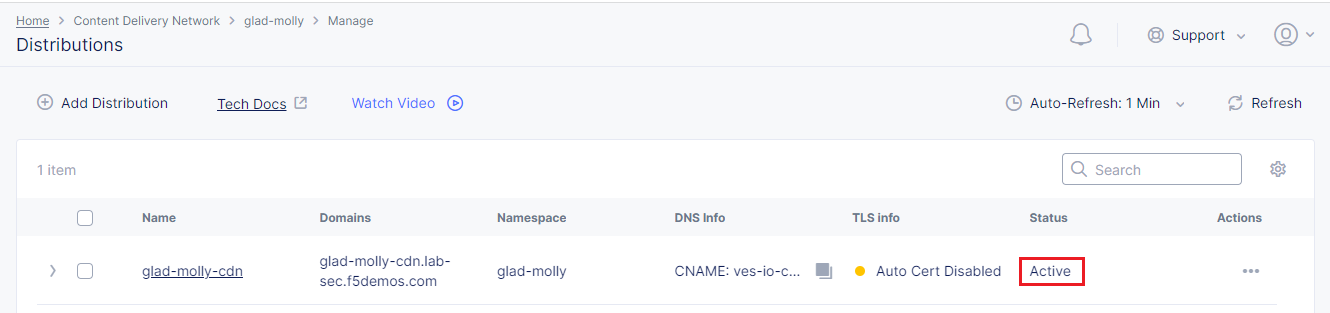 Home > Content Delivery Network > glad-molly > Manage
Distributions
Support
Add Distribution Tech Docs Watch Video Auto-Refresh: 1 Min Refresh
1 item Search
Name Domains Namespace DNS Info TLS info Status Actions
glad-molly-cdn glad-molly-cdn.lab-
sec.f5demos.com glad-molly CNAME: ves-io-c... Auto Cert Disabled Active